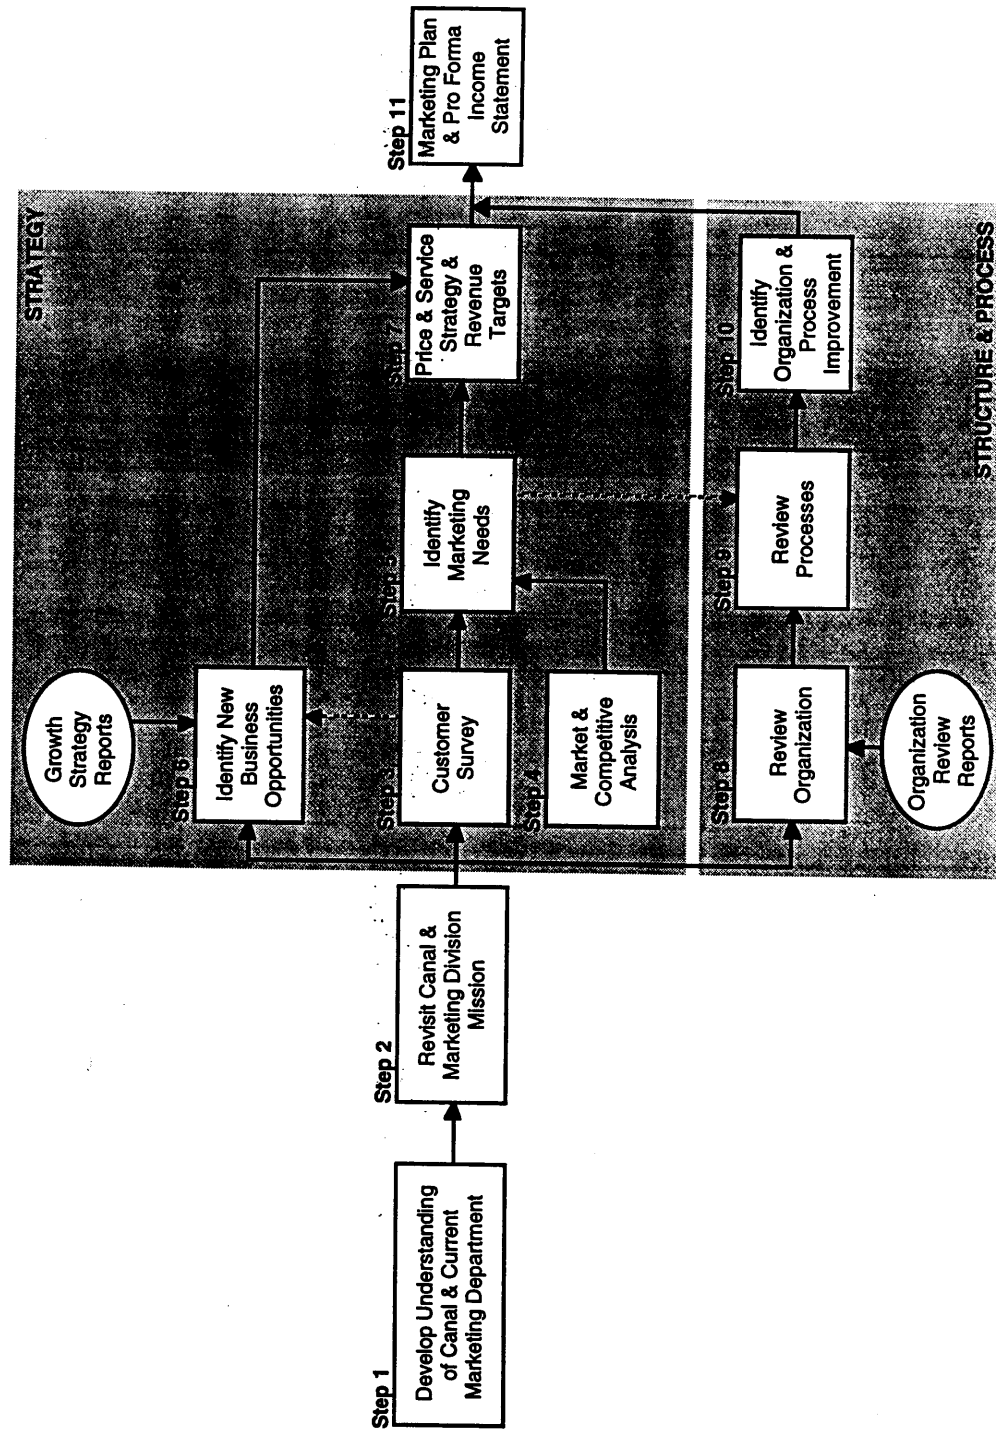 STRATEGY
Growth
Strategy
Reports
Step 6
Identify New
Business
Opportunities
Step 1
Develop Understanding
of Canal & Current
Marketing Department
Step 2
Revisit Canal &
Marketing Division
Mission
Step 3
Customer
Survey
Step 5
Identify
Marketing
Needs
Step 7
Price & Service
Strategy &
Revenue
Targets
Step 11
Marketing Plan
& Pro Forma
Income
Statement
Step 4
Market &
Competitive
Analysis
Step 8
Review
Organization
Step 9
Review
Processes
Step 10
Identify
Organization &
Process
Improvement
Organization
Review
Reports
STRUCTURE & PROCESS